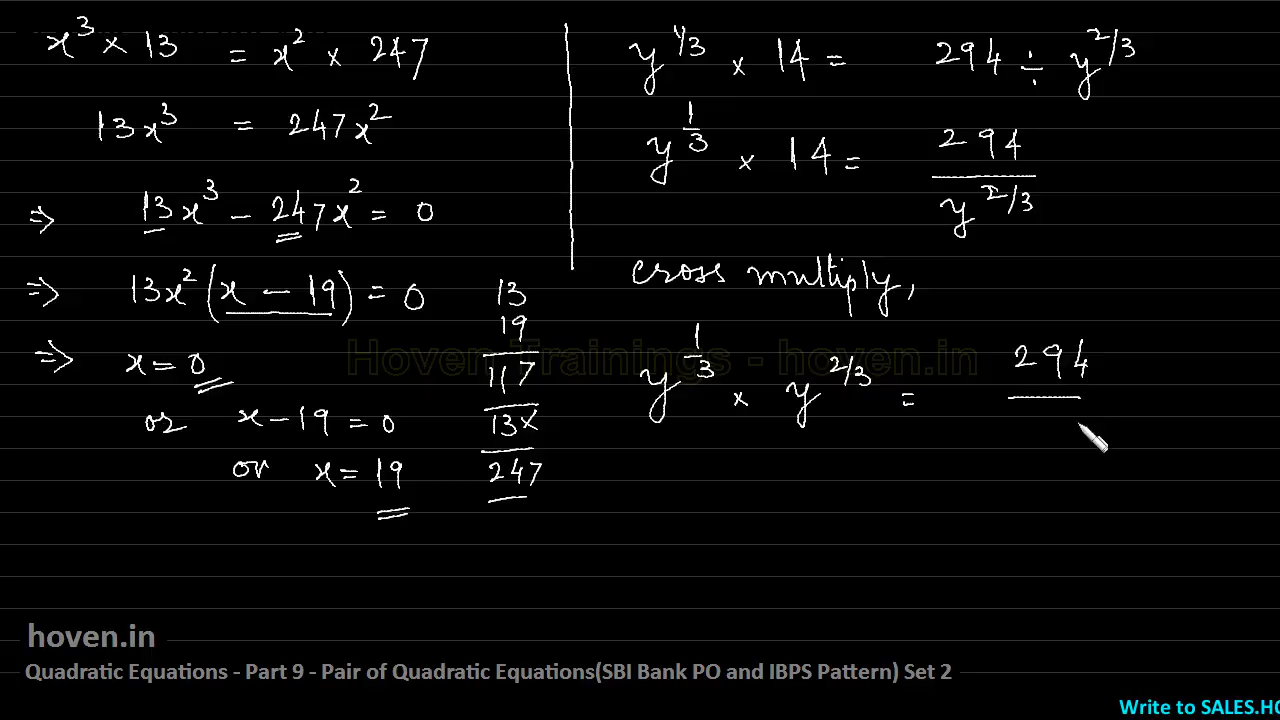 x³ × 13 = x² × 247
13x³ = 247x²
⇒ 13x³ – 247x² = 0
⇒ 13x² (x – 19) = 0
⇒ x = 0
or x – 19 = 0
or x = 19
13
19
117
13×
247
y^1/3 × 14 = 294 ÷ y^2/3
y^1/3 × 14 = 294 / y^2/3
cross multiply,
y^1/3 × y^2/3 = 294
Hoven Trainings - hoven.in
hoven.in
Quadratic Equations - Part 9 - Pair of Quadratic Equations(SBI Bank PO and IBPS Pattern) Set 2
Write to SALES.HO